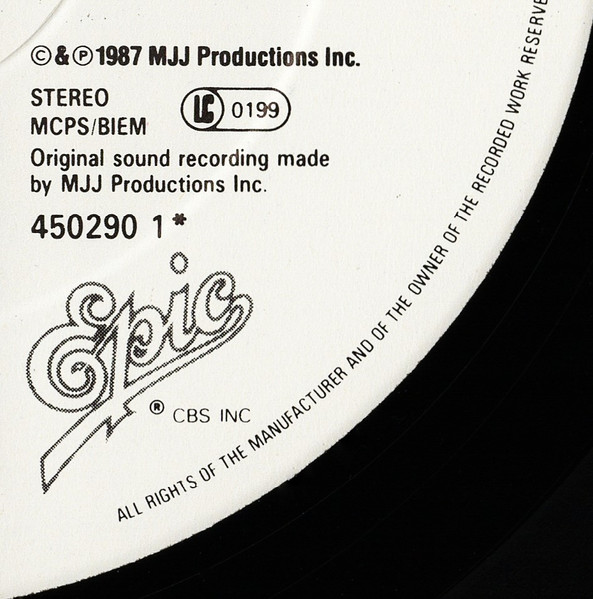 ©&℗1987 MJJ Productions Inc.
STEREO
LC 0199
MCPS/BIEM
Original sound recording made
by MJJ Productions Inc.
450290 1*
Epic
® CBS INC
ALL RIGHTS OF THE MANUFACTURER AND OF THE OWNER OF THE RECORDED WORK RESERVE